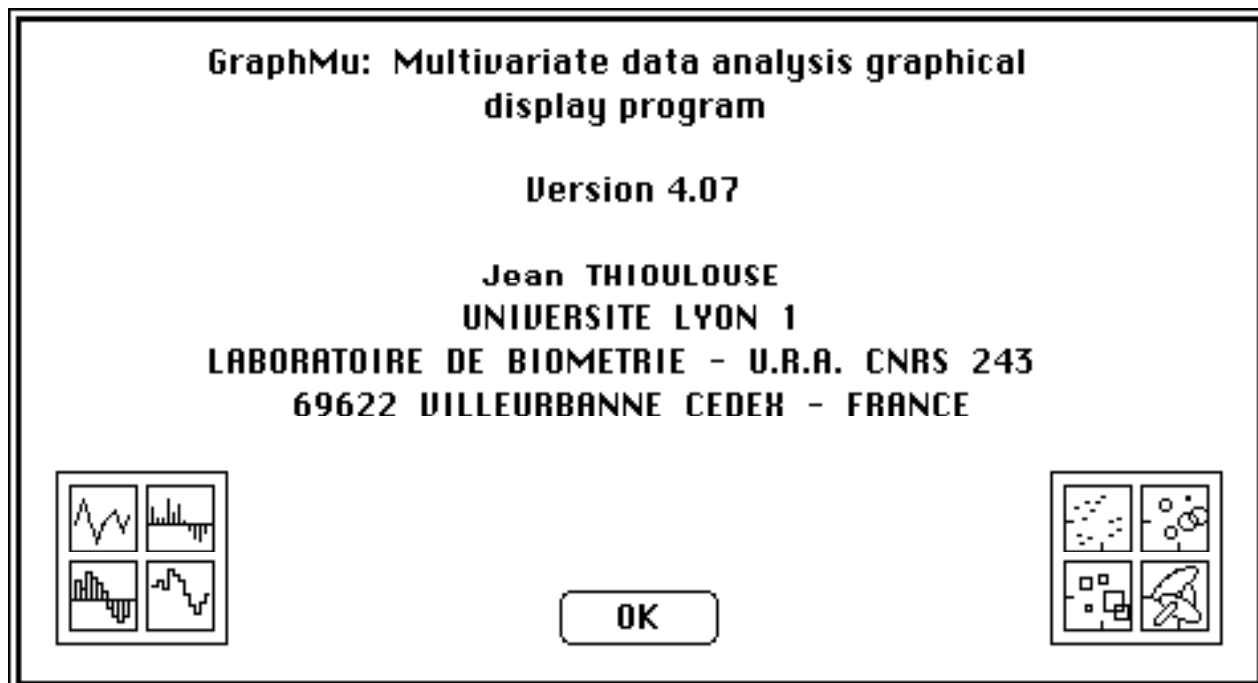 GraphMu: Multivariate data analysis graphical
display program
Version 4.07
Jean THIOULOUSE
UNIVERSITE LYON 1
LABORATOIRE DE BIOMETRIE - U.R.A. CNRS 243
69622 VILLEURBANNE CEDEX - FRANCE
OK